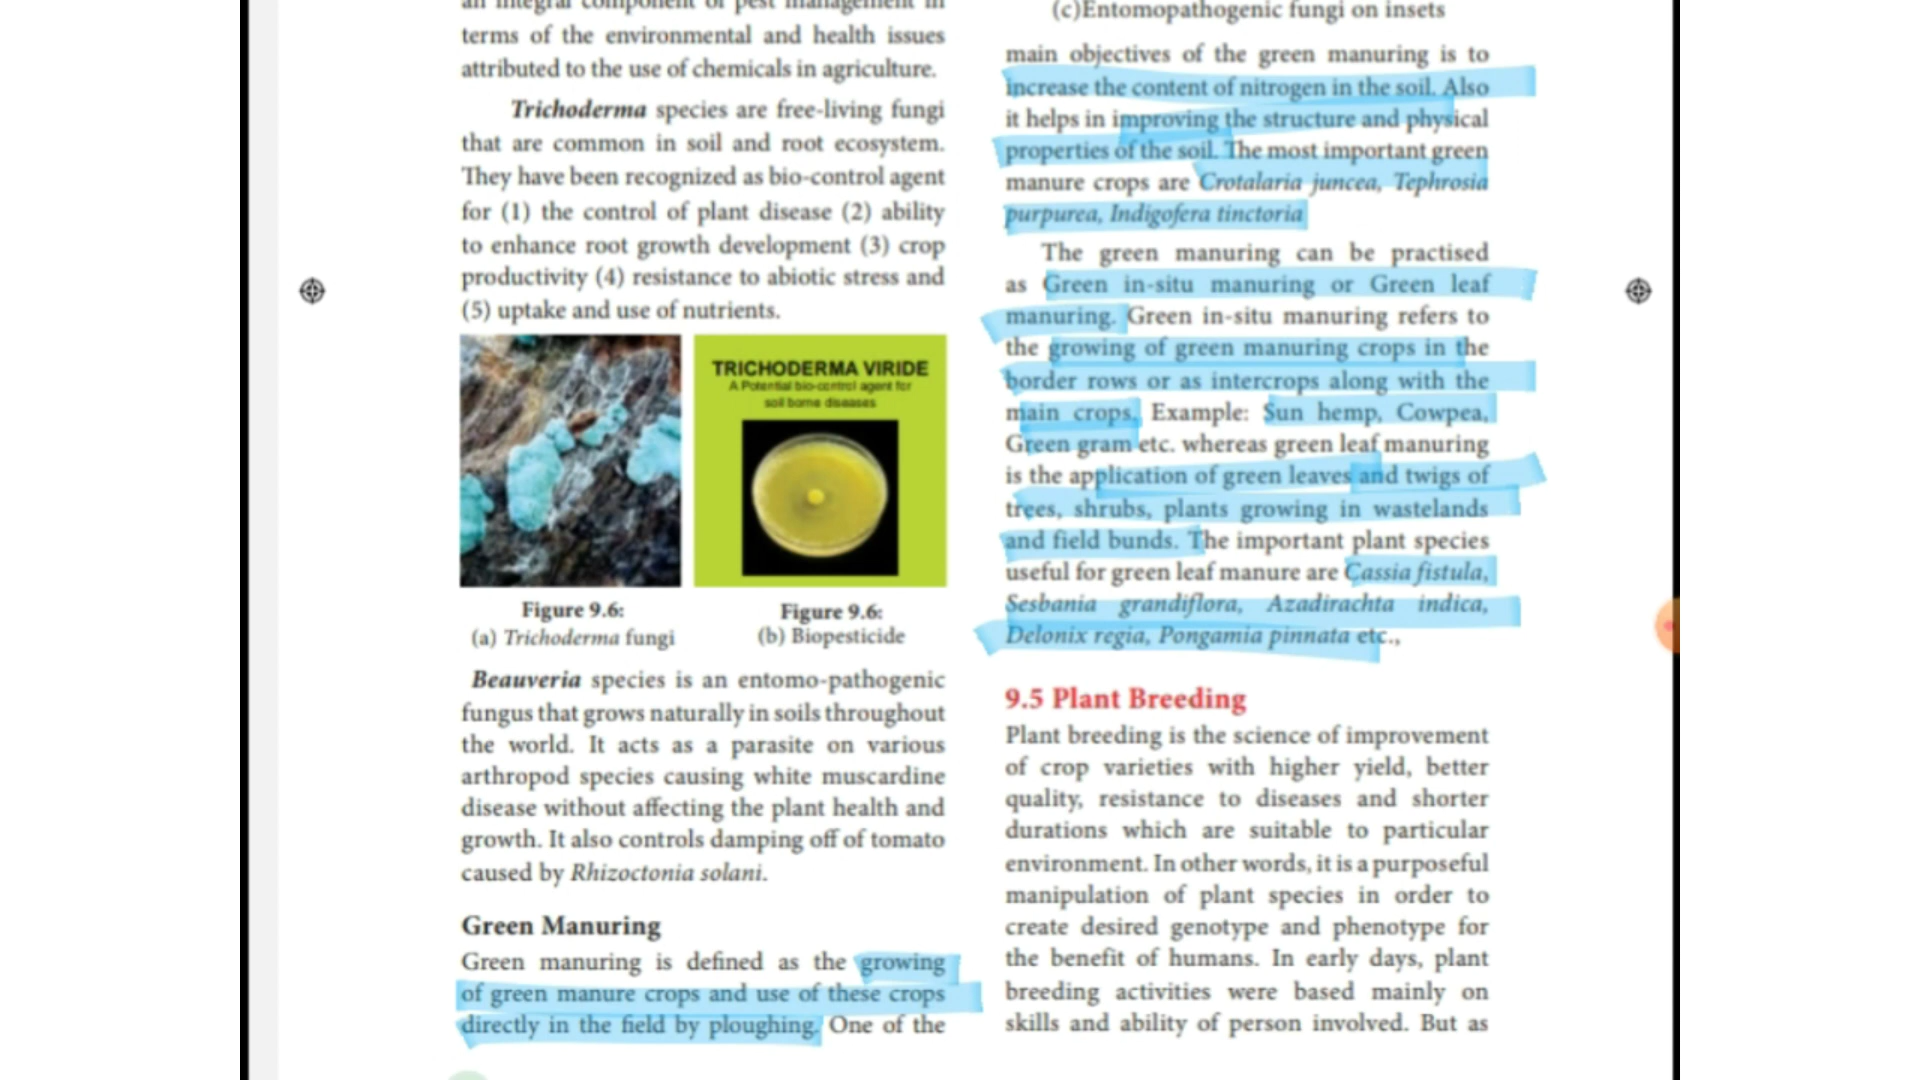 an integral component of pest management in
terms of the environmental and health issues
attributed to the use of chemicals in agriculture.
Trichoderma species are free-living fungi
that are common in soil and root ecosystem.
They have been recognized as bio-control agent
for (1) the control of plant disease (2) ability
to enhance root growth development (3) crop
productivity (4) resistance to abiotic stress and
(5) uptake and use of nutrients.
TRICHODERMA VIRIDE
A Potential bio-control agent for
soil borne diseases
Figure 9.6:
(a) Trichoderma fungi
Figure 9.6:
(b) Biopesticide
Beauveria species is an entomo-pathogenic
fungus that grows naturally in soils throughout
the world. It acts as a parasite on various
arthropod species causing white muscardine
disease without affecting the plant health and
growth. It also controls damping off of tomato
caused by Rhizoctonia solani.
Green Manuring
Green manuring is defined as the growing
of green manure crops and use of these crops
directly in the field by ploughing. One of the
(c)Entomopathogenic fungi on insets
main objectives of the green manuring is to
increase the content of nitrogen in the soil. Also
it helps in improving the structure and physical
properties of the soil. The most important green
manure crops are Crotalaria juncea, Tephrosia
purpurea, Indigofera tinctoria
The green manuring can be practised
as Green in-situ manuring or Green leaf
manuring. Green in-situ manuring refers to
the growing of green manuring crops in the
border rows or as intercrops along with the
main crops. Example: Sun hemp, Cowpea,
Green gram etc. whereas green leaf manuring
is the application of green leaves and twigs of
trees, shrubs, plants growing in wastelands
and field bunds. The important plant species
useful for green leaf manure are Cassia fistula,
Sesbania grandiflora, Azadirachta indica,
Delonix regia, Pongamia pinnata etc.,
9.5 Plant Breeding
Plant breeding is the science of improvement
of crop varieties with higher yield, better
quality, resistance to diseases and shorter
durations which are suitable to particular
environment. In other words, it is a purposeful
manipulation of plant species in order to
create desired genotype and phenotype for
the benefit of humans. In early days, plant
breeding activities were based mainly on
skills and ability of person involved. But as